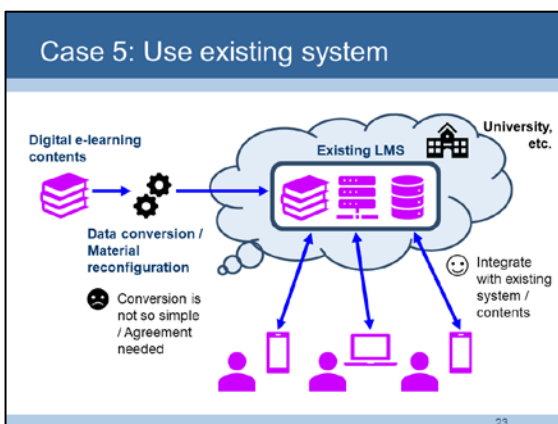 Case 5: Use existing system
Digital e-learning
contents
Existing LMS
University,
etc.
Data conversion /
Material
reconfiguration
Conversion is
not so simple
/ Agreement
needed
Integrate
with existing
system /
contents
23